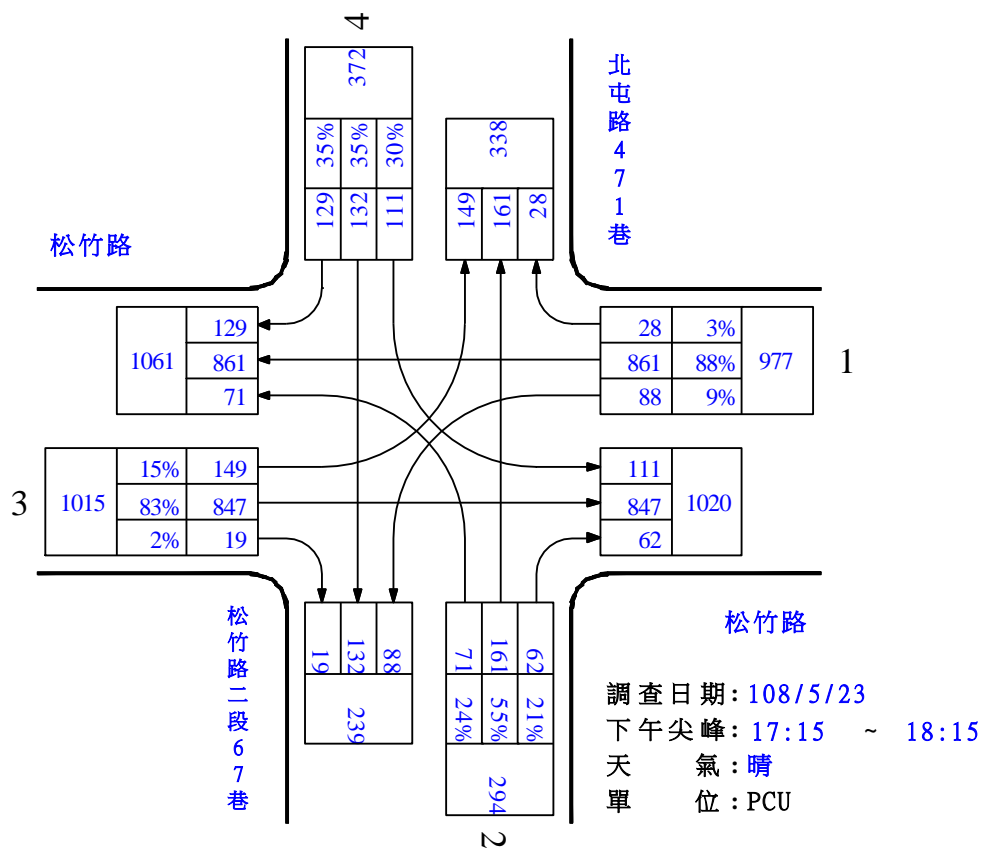 4
372
35% 35% 30%
129 132 111
338
149 161 28
北屯路471巷
松竹路
1061
129
861
71
28 3%
861 88%
88 9%
977
1
3
1015
15% 149
83% 847
2% 19
111
847
62
1020
松竹路二段67巷
19 132 88
239
71 161 62
24% 55% 21%
294
2
松竹路
調查日期:108/5/23
下午尖峰:17:15 ~ 18:15
天 氣:晴
單 位:PCU